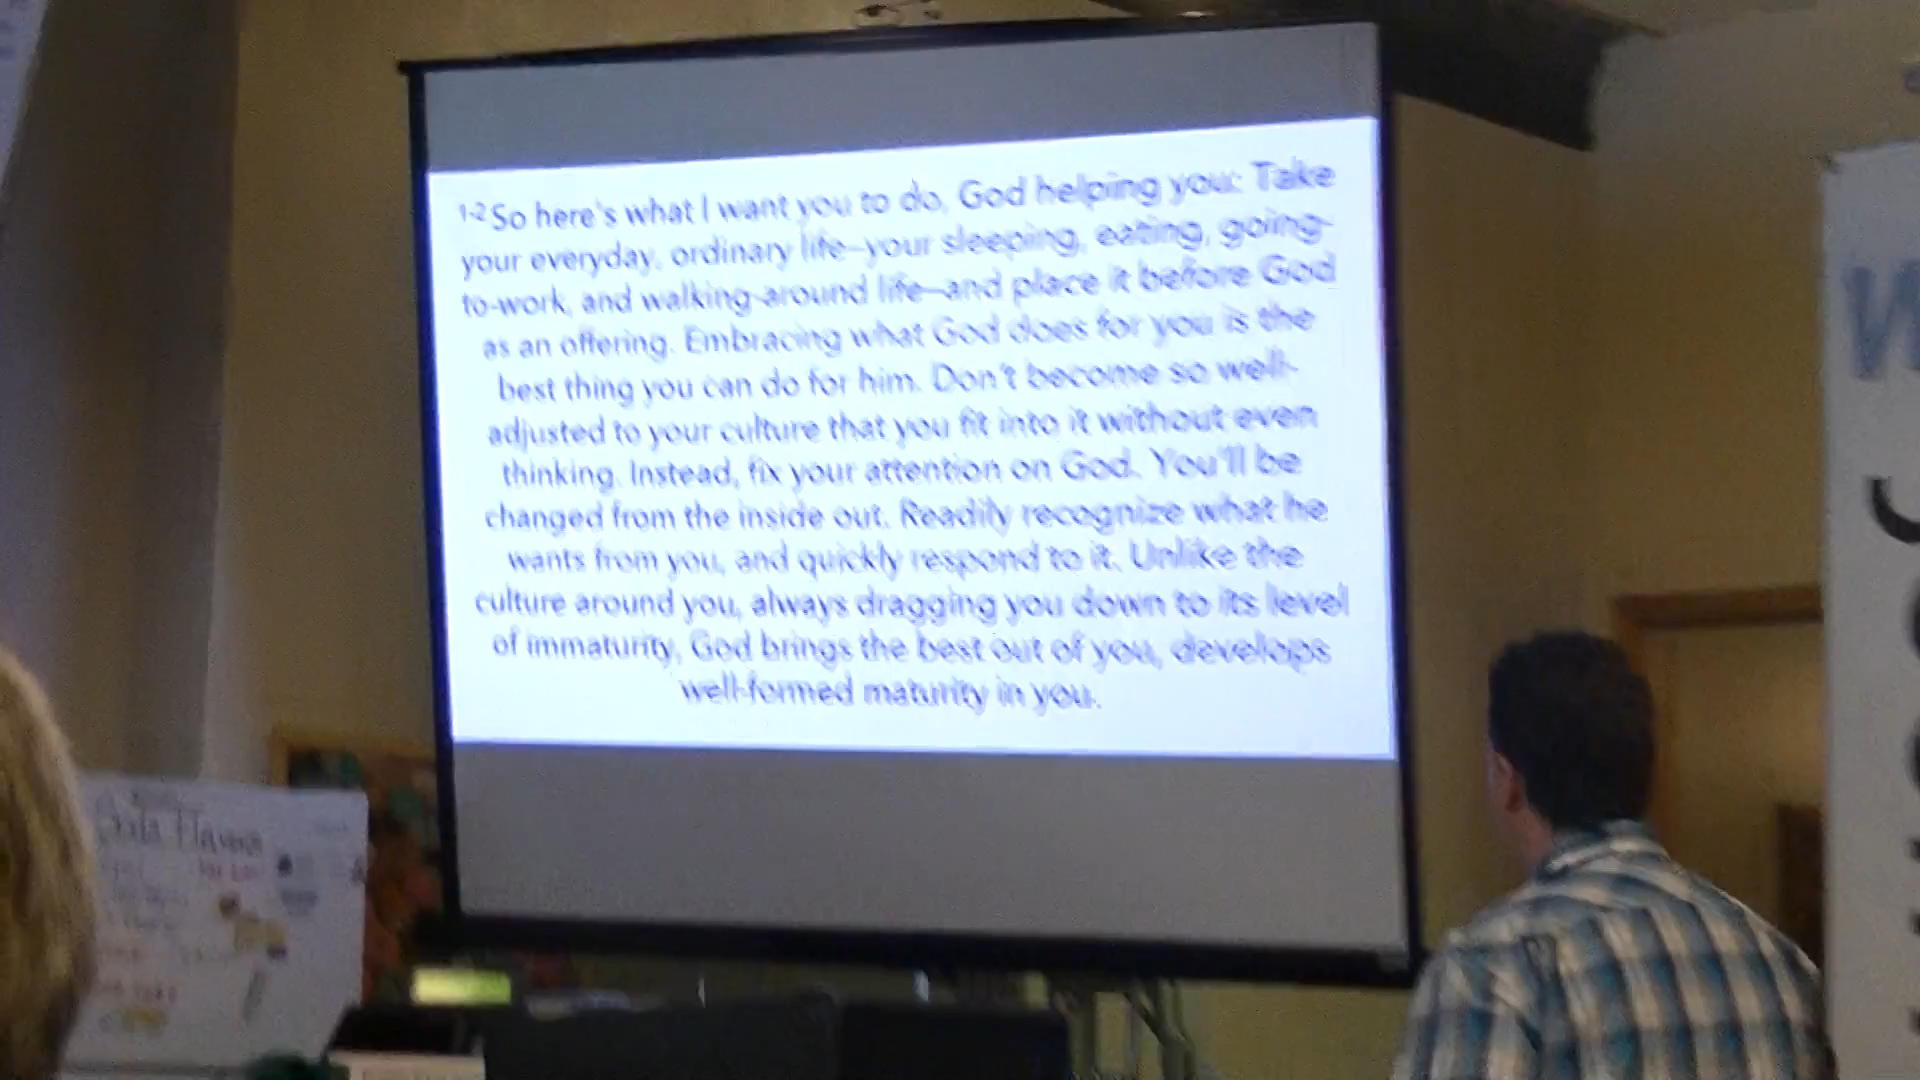 1-2 So here's what I want you to do, God helping you: Take
your everyday, ordinary life—your sleeping, eating, going-
to-work, and walking-around life—and place it before God
as an offering. Embracing what God does for you is the
best thing you can do for him. Don't become so well-
adjusted to your culture that you fit into it without even
thinking. Instead, fix your attention on God. You'll be
changed from the inside out. Readily recognize what he
wants from you, and quickly respond to it. Unlike the
culture around you, always dragging you down to its level
of immaturity, God brings the best out of you, develops
well-formed maturity in you.